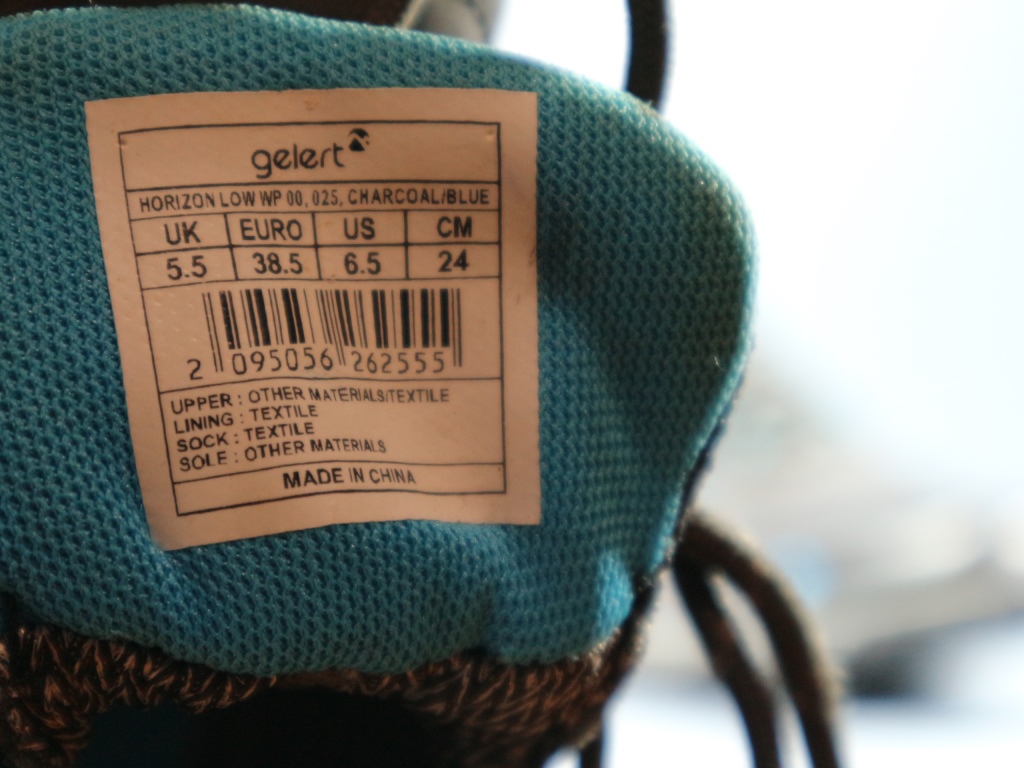 gelert
HORIZON LOW WP 00, 025, CHARCOAL/BLUE
UK EURO US CM
5.5 38.5 6.5 24
2 095056 262555
UPPER : OTHER MATERIALS/TEXTILE
LINING : TEXTILE
SOCK : TEXTILE
SOLE : OTHER MATERIALS
MADE IN CHINA